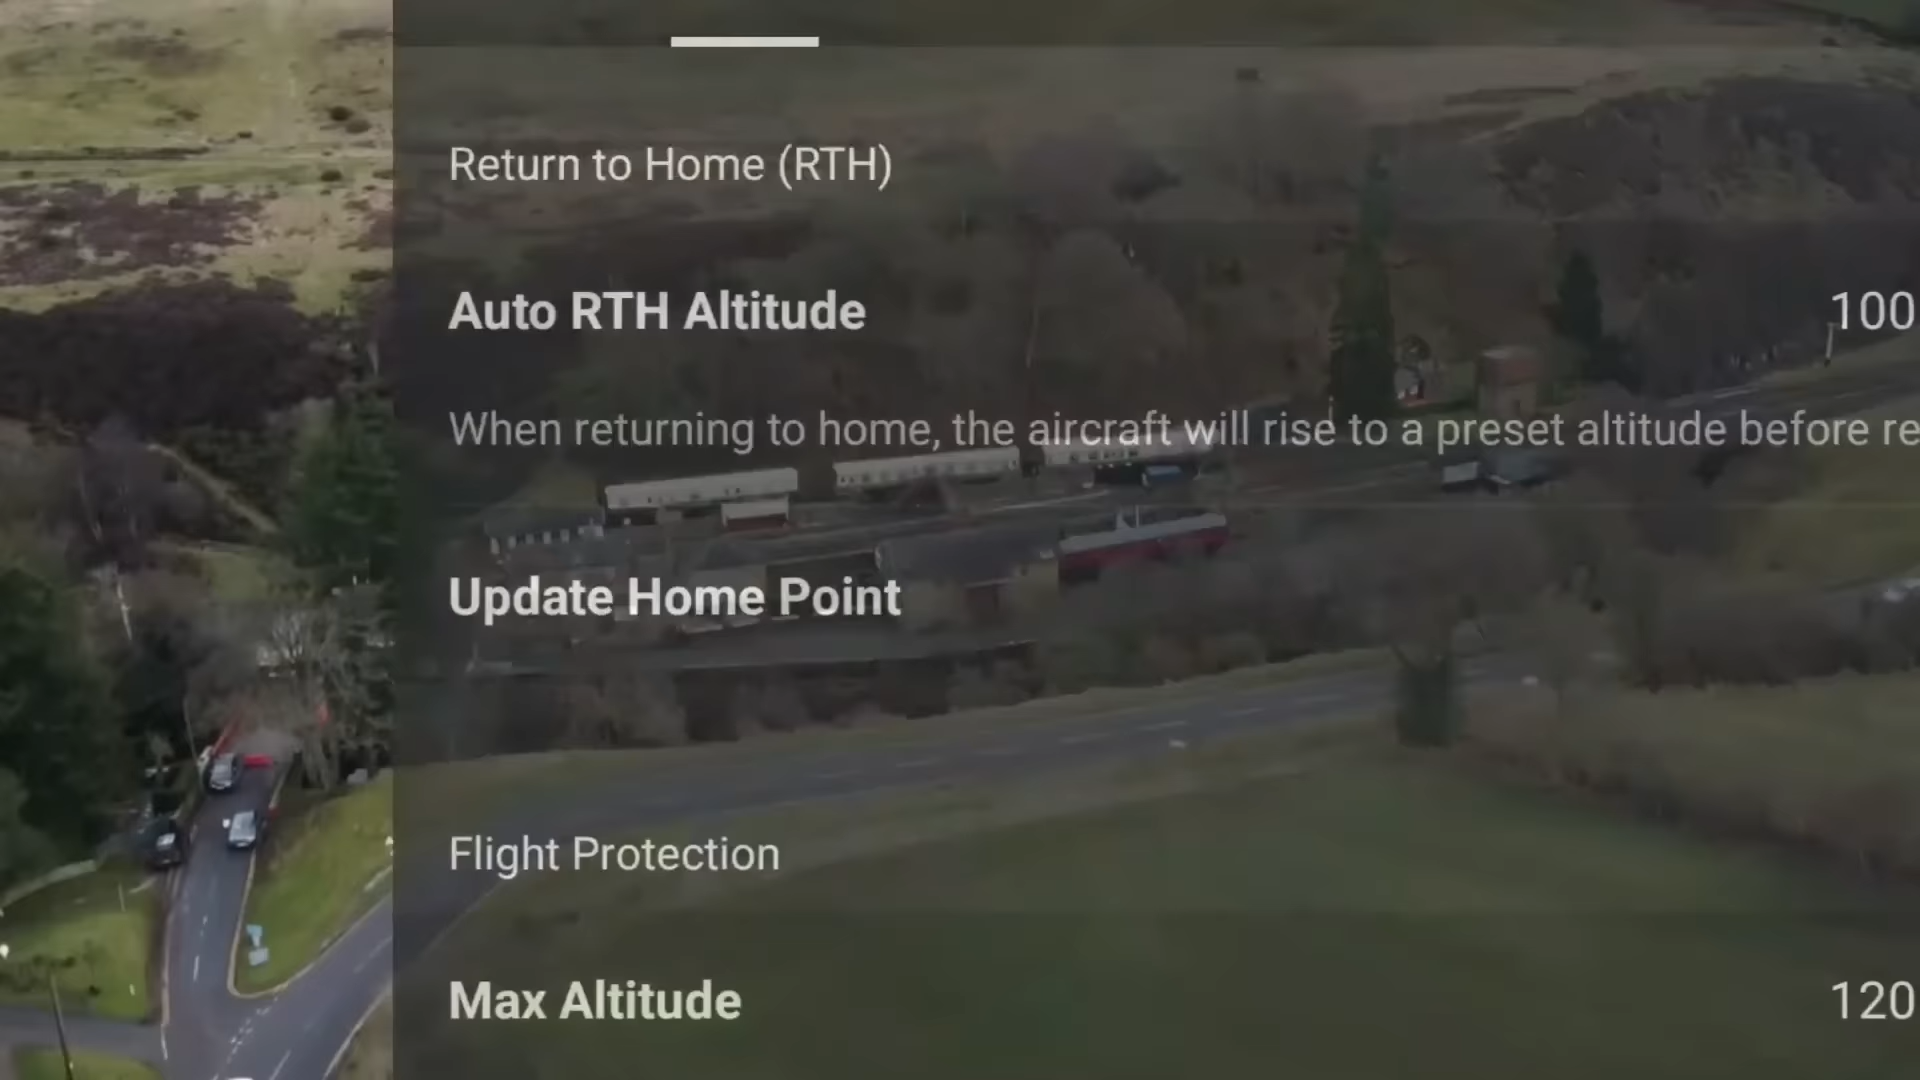 Return to Home (RTH)
Auto RTH Altitude 100
When returning to home, the aircraft will rise to a preset altitude before re
Update Home Point
Flight Protection
Max Altitude 120